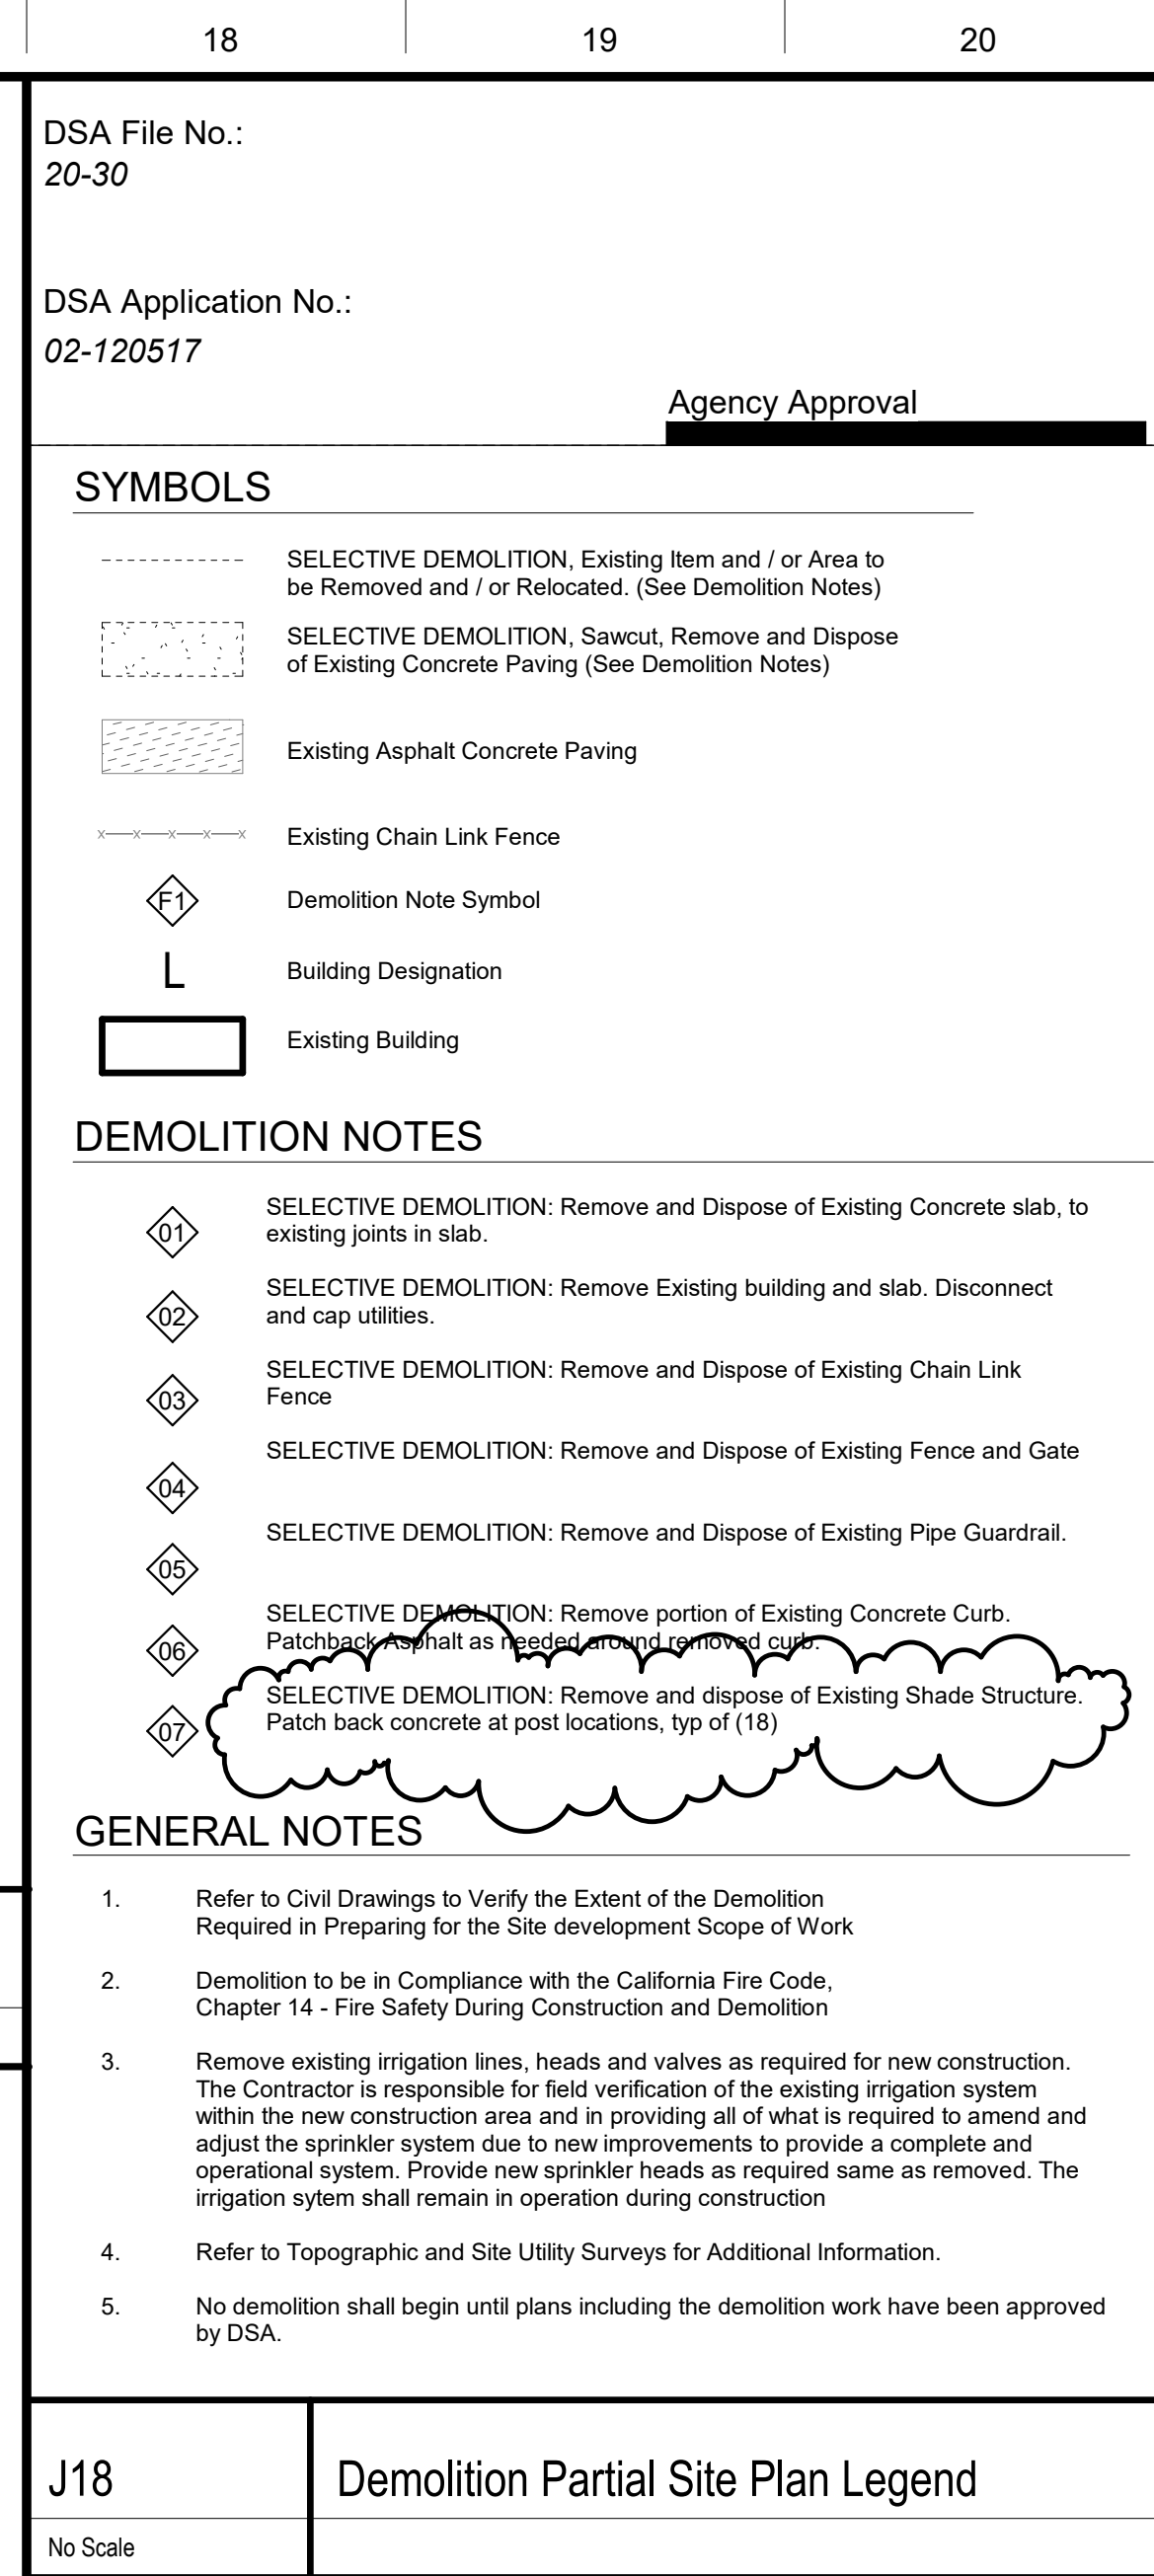 18 19 20
DSA File No.:
20-30
DSA Application No.:
02-120517
Agency Approval
SYMBOLS
SELECTIVE DEMOLITION, Existing Item and / or Area to
be Removed and / or Relocated. (See Demolition Notes)
SELECTIVE DEMOLITION, Sawcut, Remove and Dispose
of Existing Concrete Paving (See Demolition Notes)
Existing Asphalt Concrete Paving
x x x x x
Existing Chain Link Fence
F1 Demolition Note Symbol
L Building Designation
Existing Building
DEMOLITION NOTES
01 SELECTIVE DEMOLITION: Remove and Dispose of Existing Concrete slab, to
existing joints in slab.
02 SELECTIVE DEMOLITION: Remove Existing building and slab. Disconnect
and cap utilities.
03 SELECTIVE DEMOLITION: Remove and Dispose of Existing Chain Link
Fence
04 SELECTIVE DEMOLITION: Remove and Dispose of Existing Fence and Gate
05 SELECTIVE DEMOLITION: Remove and Dispose of Existing Pipe Guardrail.
06 SELECTIVE DEMOLITION: Remove portion of Existing Concrete Curb.
Patchback Asphalt as needed around removed curb.
07 SELECTIVE DEMOLITION: Remove and dispose of Existing Shade Structure.
Patch back concrete at post locations, typ of (18)
GENERAL NOTES
1. Refer to Civil Drawings to Verify the Extent of the Demolition
Required in Preparing for the Site development Scope of Work
2. Demolition to be in Compliance with the California Fire Code,
Chapter 14 - Fire Safety During Construction and Demolition
3. Remove existing irrigation lines, heads and valves as required for new construction.
The Contractor is responsible for field verification of the existing irrigation system
within the new construction area and in providing all of what is required to amend and
adjust the sprinkler system due to new improvements to provide a complete and
operational system. Provide new sprinkler heads as required same as removed. The
irrigation sytem shall remain in operation during construction
4. Refer to Topographic and Site Utility Surveys for Additional Information.
5. No demolition shall begin until plans including the demolition work have been approved
by DSA.
J18 Demolition Partial Site Plan Legend
No Scale